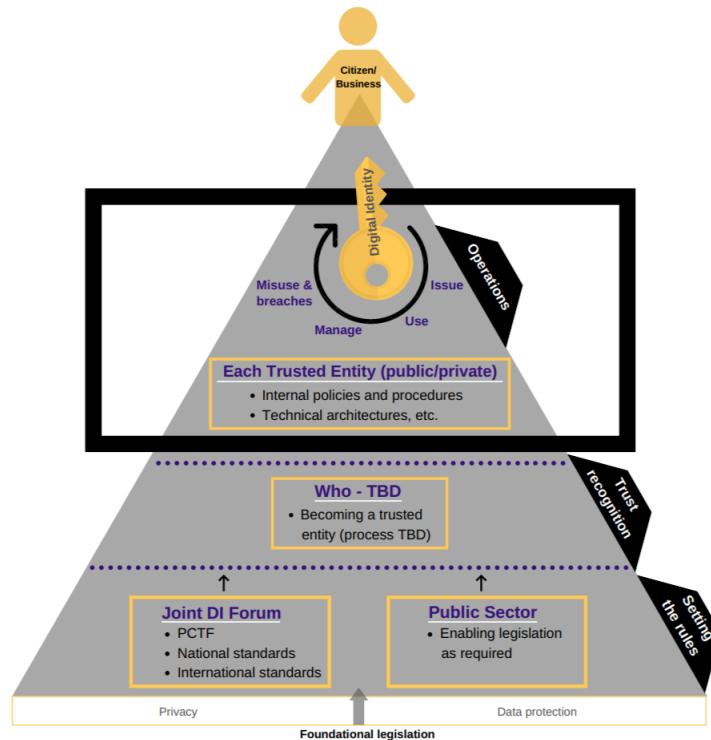 Citizen/
Business
Digital Identity
Operations
Misuse &
breaches
Issue
Manage
Use
Each Trusted Entity (public/private)
• Internal policies and procedures
• Technical architectures, etc.
Trust
recognition
Who - TBD
• Becoming a trusted
entity (process TBD)
Setting
the rules
Joint DI Forum
• PCTF
• National standards
• International standards
Public Sector
• Enabling legislation
as required
Privacy
Data protection
Foundational legislation